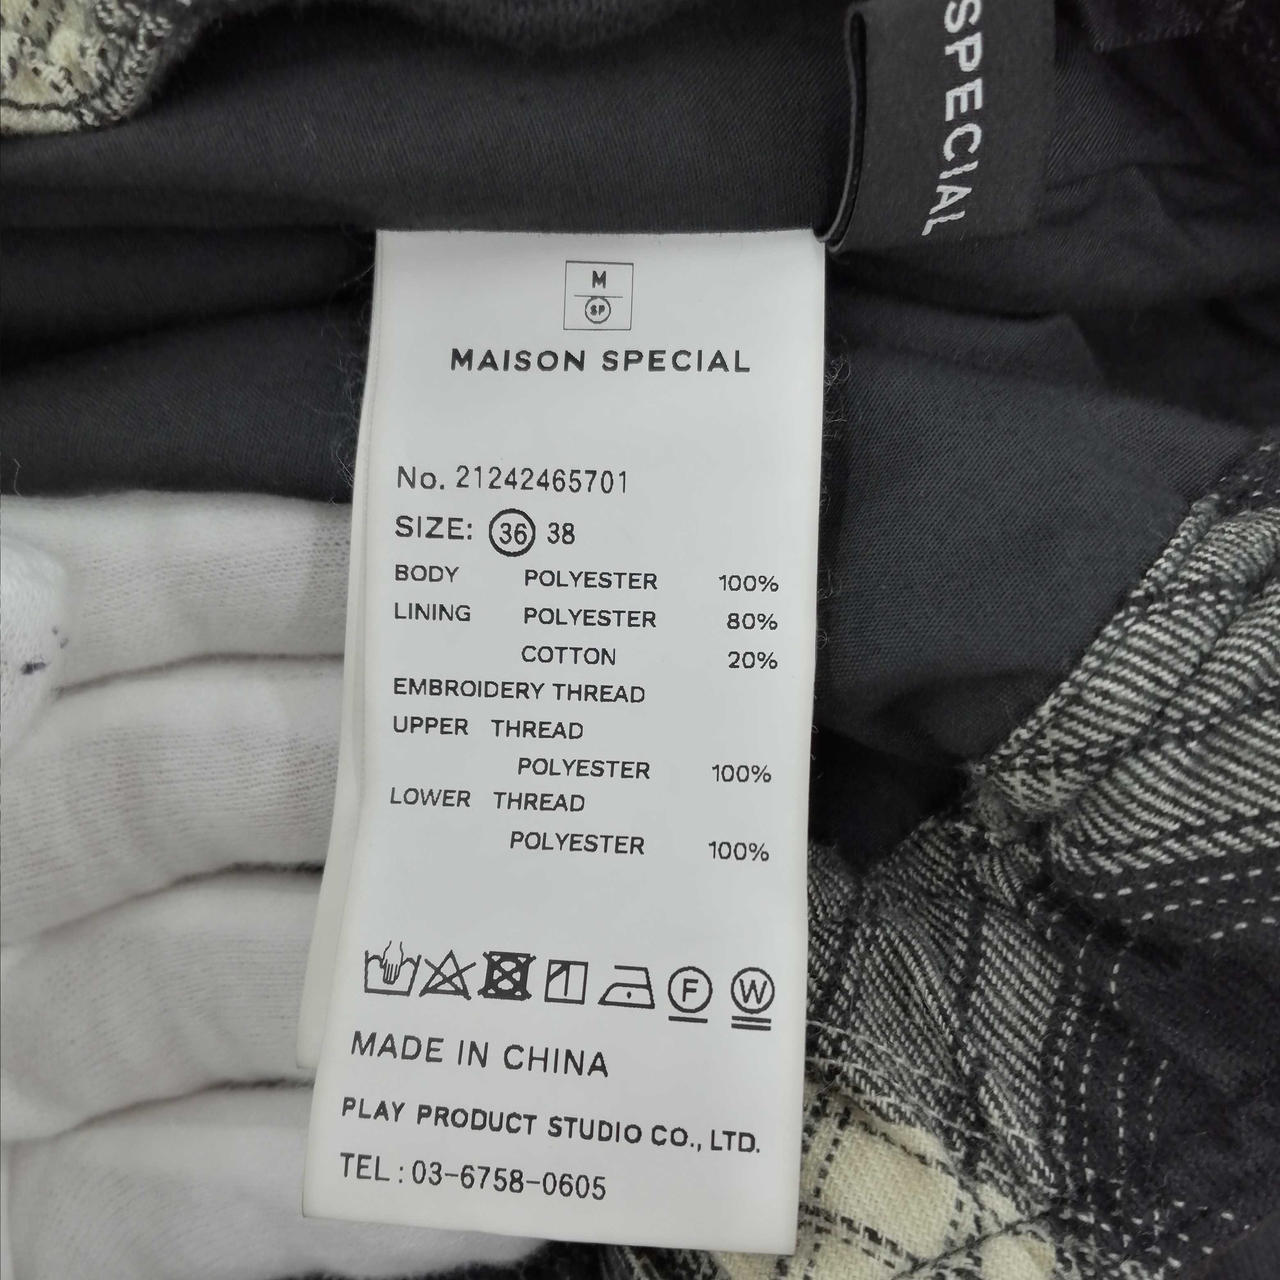 SPECIAL
M
SP
MAISON SPECIAL
No. 21242465701
SIZE: 36 38
BODY POLYESTER 100%
LINING POLYESTER 80%
COTTON 20%
EMBROIDERY THREAD
UPPER THREAD
POLYESTER 100%
LOWER THREAD
POLYESTER 100%
F W
MADE IN CHINA
PLAY PRODUCT STUDIO CO., LTD.
TEL : 03-6758-0605